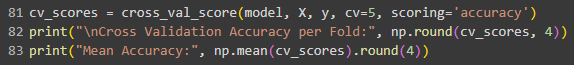 81 cv_scores = cross_val_score(model, X, y, cv=5, scoring='accuracy')
82 print("\nCross Validation Accuracy per Fold:", np.round(cv_scores, 4))
83 print("Mean Accuracy:", np.mean(cv_scores).round(4))